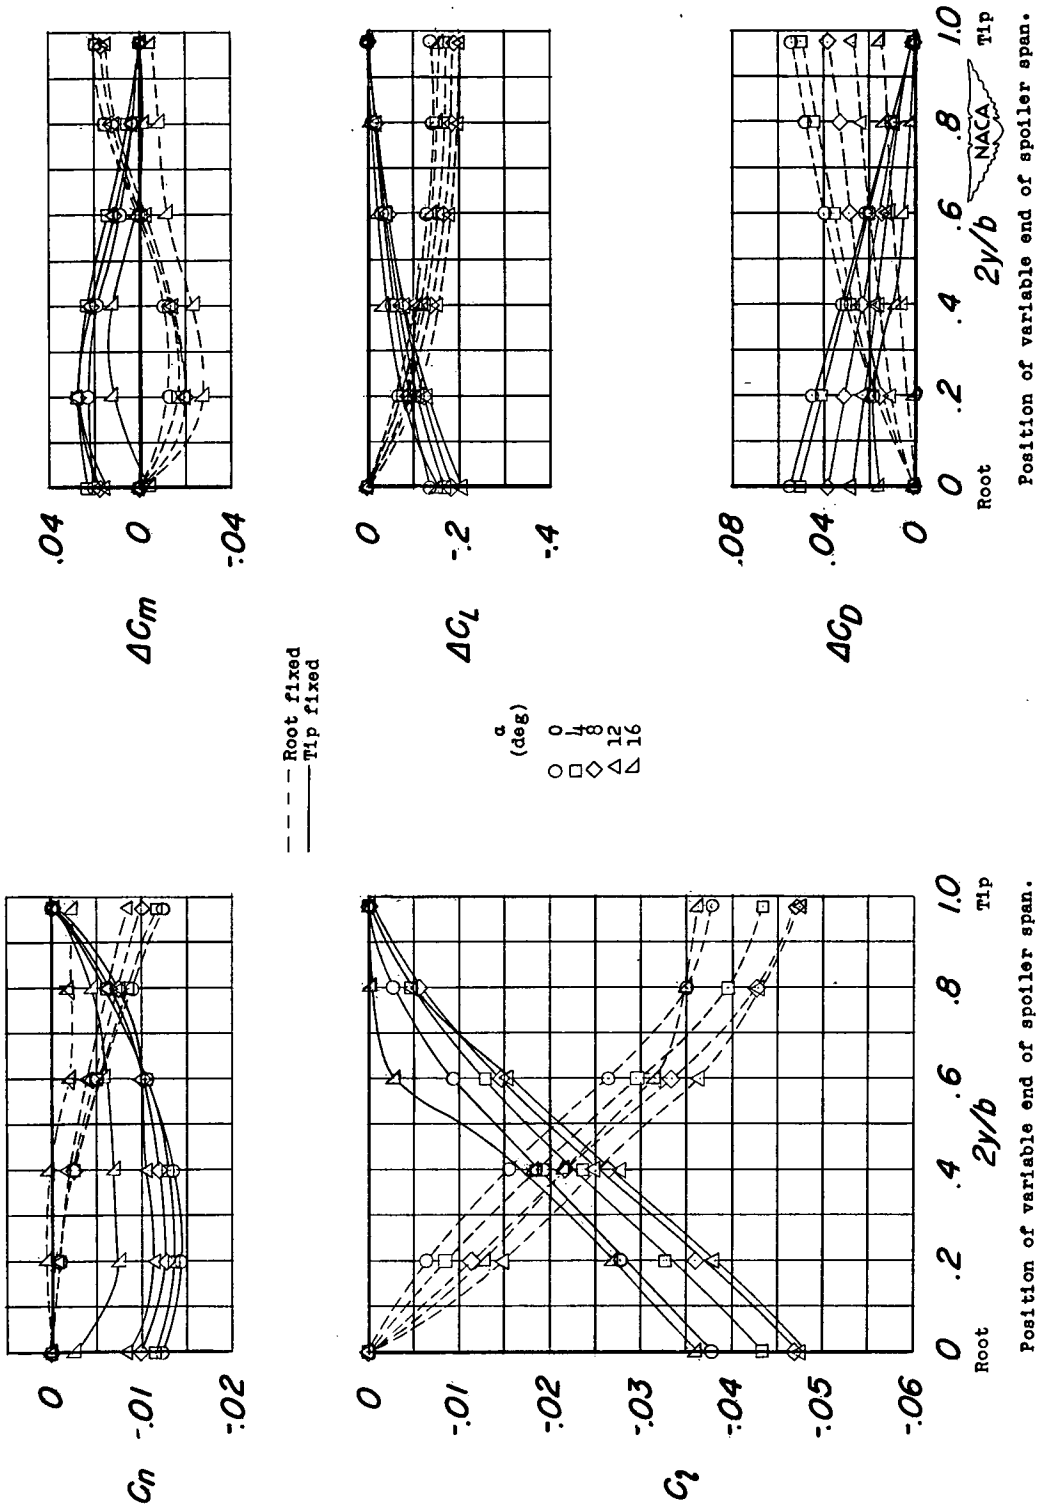 Cn
0
-.01
-.02
Cl
0
-.01
-.02
-.03
-.04
-.05
-.06
0 .2 .4 .6 .8 1.0
Root 2y/b Tip
Position of variable end of spoiler span.
Root fixed
Tip fixed
α
(deg)
0
4
8
12
16
ΔCm
.04
0
-.04
ΔCL
0
-.2
-.4
ΔCD
.08
.04
0
0 .2 .4 .6 .8 1.0
Root 2y/b NACA Tip
Position of variable end of spoiler span.